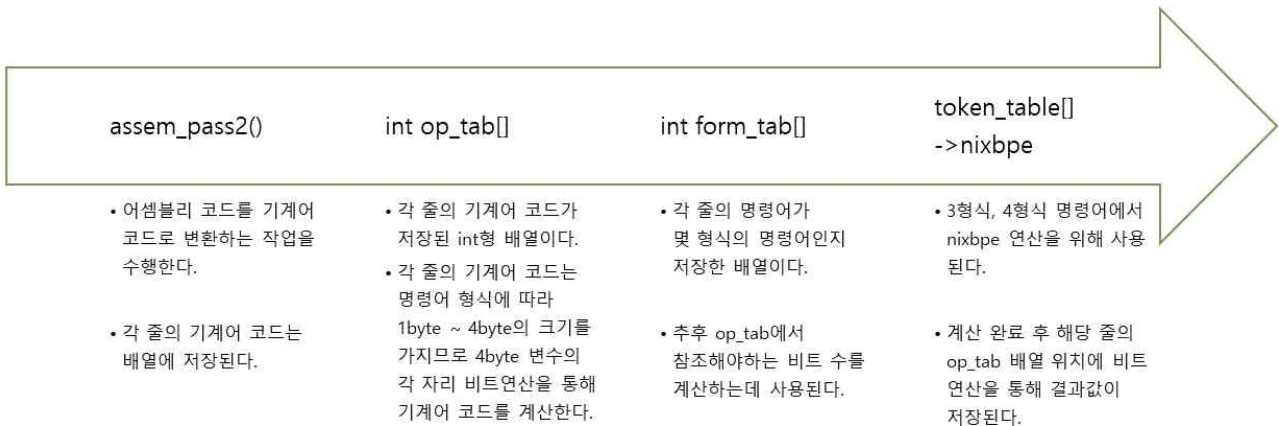 assem_pass2()
• 어셈블리 코드를 기계어
코드로 변환하는 작업을
수행한다.
• 각 줄의 기계어 코드는
배열에 저장된다.
int op_tab[]
• 각 줄의 기계어 코드가
저장된 int형 배열이다.
• 각 줄의 기계어 코드는
명령어 형식에 따라
1byte ~ 4byte의 크기를
가지므로 4byte 변수의
각 자리 비트연산을 통해
기계어 코드를 계산한다.
int form_tab[]
• 각 줄의 명령어가
몇 형식의 명령어인지
저장한 배열이다.
• 추후 op_tab에서
참조해야하는 비트 수를
계산하는데 사용된다.
token_table[]
->nixbpe
• 3형식, 4형식 명령어에서
nixbpe 연산을 위해 사용
된다.
• 계산 완료 후 해당 줄의
op_tab 배열 위치에 비트
연산을 통해 결과값이
저장된다.